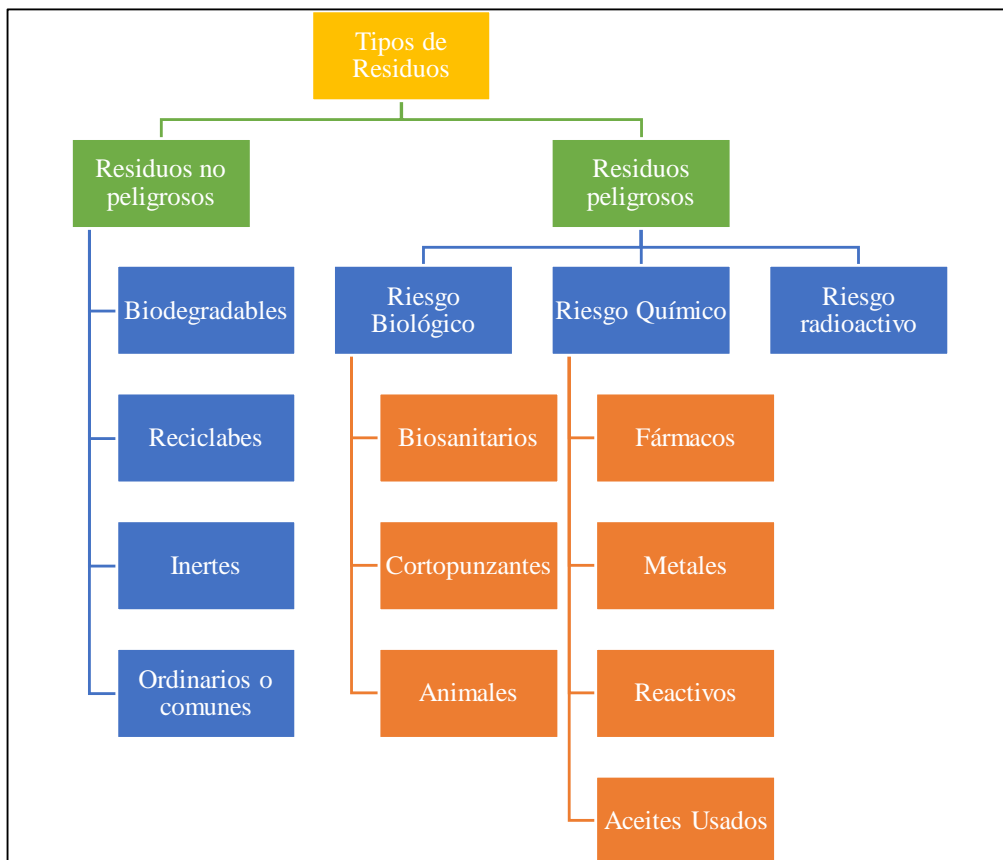 Tipos de
Residuos
Residuos no
peligrosos
Residuos
peligrosos
Biodegradables
Riesgo
Biológico
Riesgo Químico
Riesgo
radioactivo
Reciclabes
Biosanitarios
Fármacos
Inertes
Cortopunzantes
Metales
Ordinarios o
comunes
Animales
Reactivos
Aceites Usados